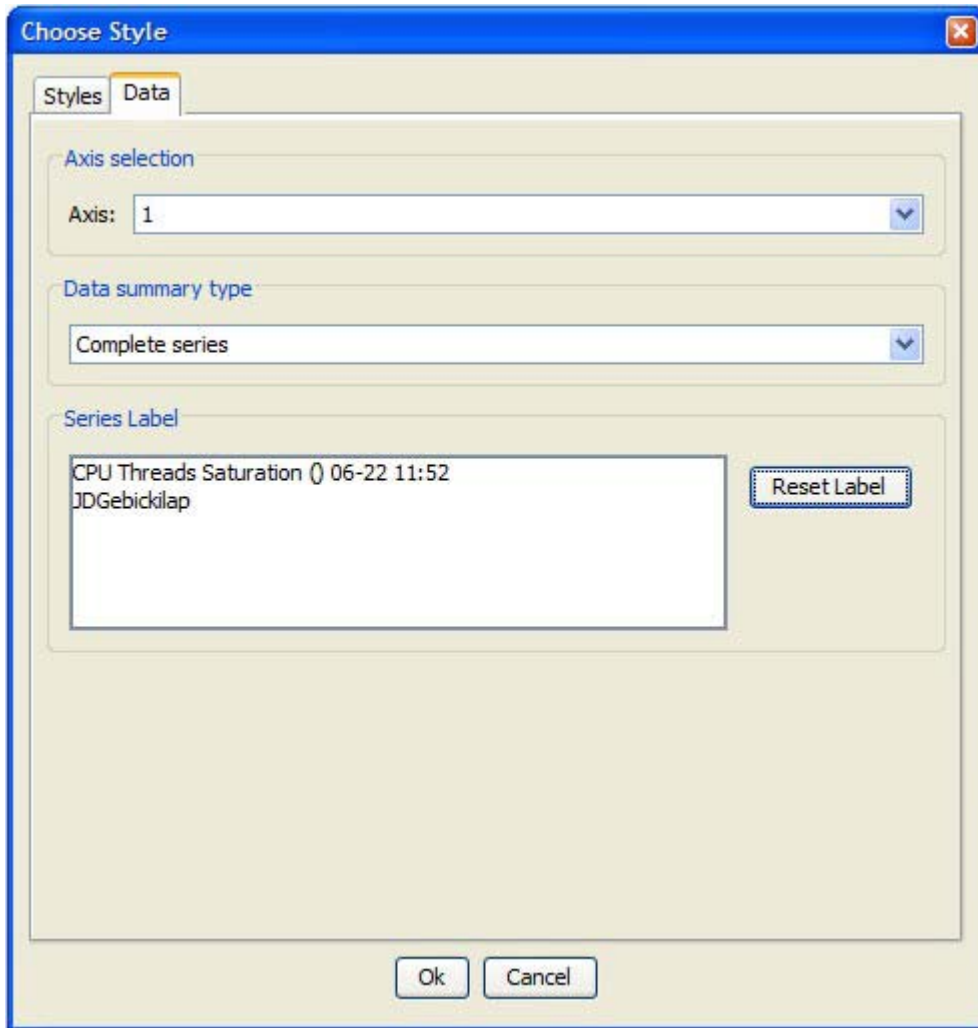 Choose Style
Styles Data
Axis selection
Axis: 1
Data summary type
Complete series
Series Label
CPU Threads Saturation () 06-22 11:52
JDGebickilap
Reset Label
Ok Cancel